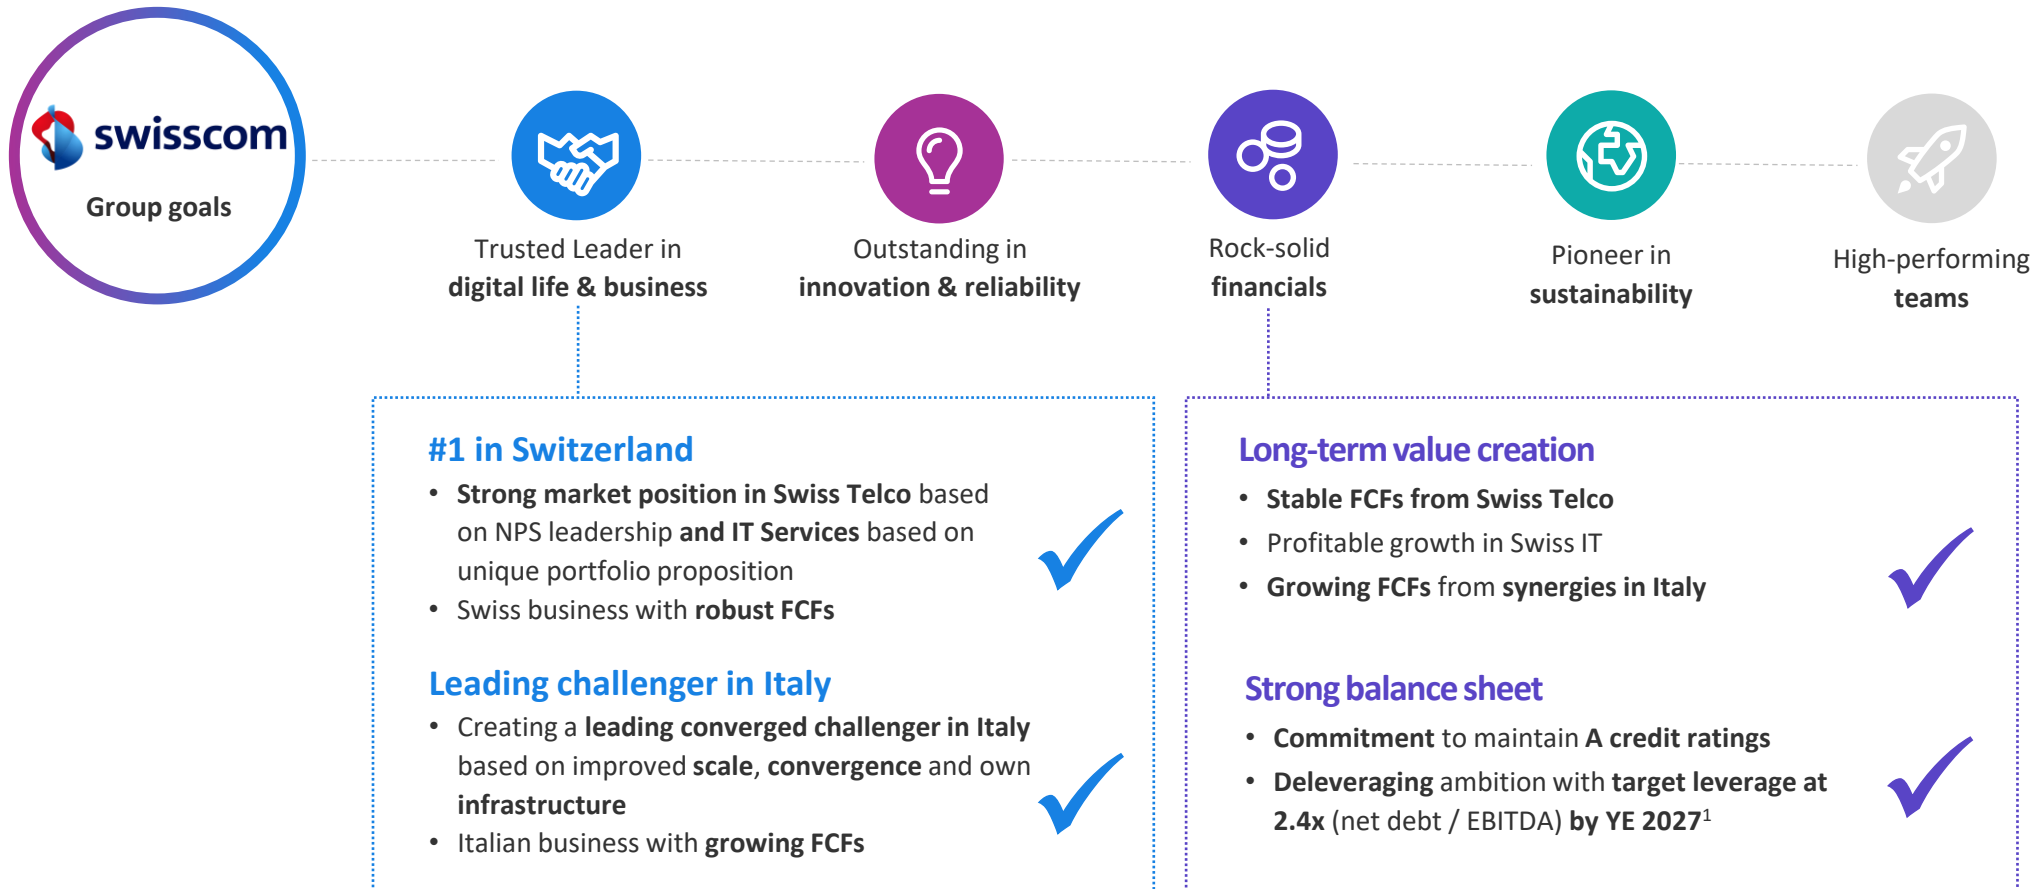 swisscom
Group goals
Trusted Leader in
digital life & business
Outstanding in
innovation & reliability
Rock-solid
financials
Pioneer in
sustainability
High-performing
teams
#1 in Switzerland
• Strong market position in Swiss Telco based
on NPS leadership and IT Services based on
unique portfolio proposition
• Swiss business with robust FCFs
Leading challenger in Italy
• Creating a leading converged challenger in Italy
based on improved scale, convergence and own
infrastructure
• Italian business with growing FCFs
Long-term value creation
• Stable FCFs from Swiss Telco
• Profitable growth in Swiss IT
• Growing FCFs from synergies in Italy
Strong balance sheet
• Commitment to maintain A credit ratings
• Deleveraging ambition with target leverage at
2.4x (net debt / EBITDA) by YE 2027¹